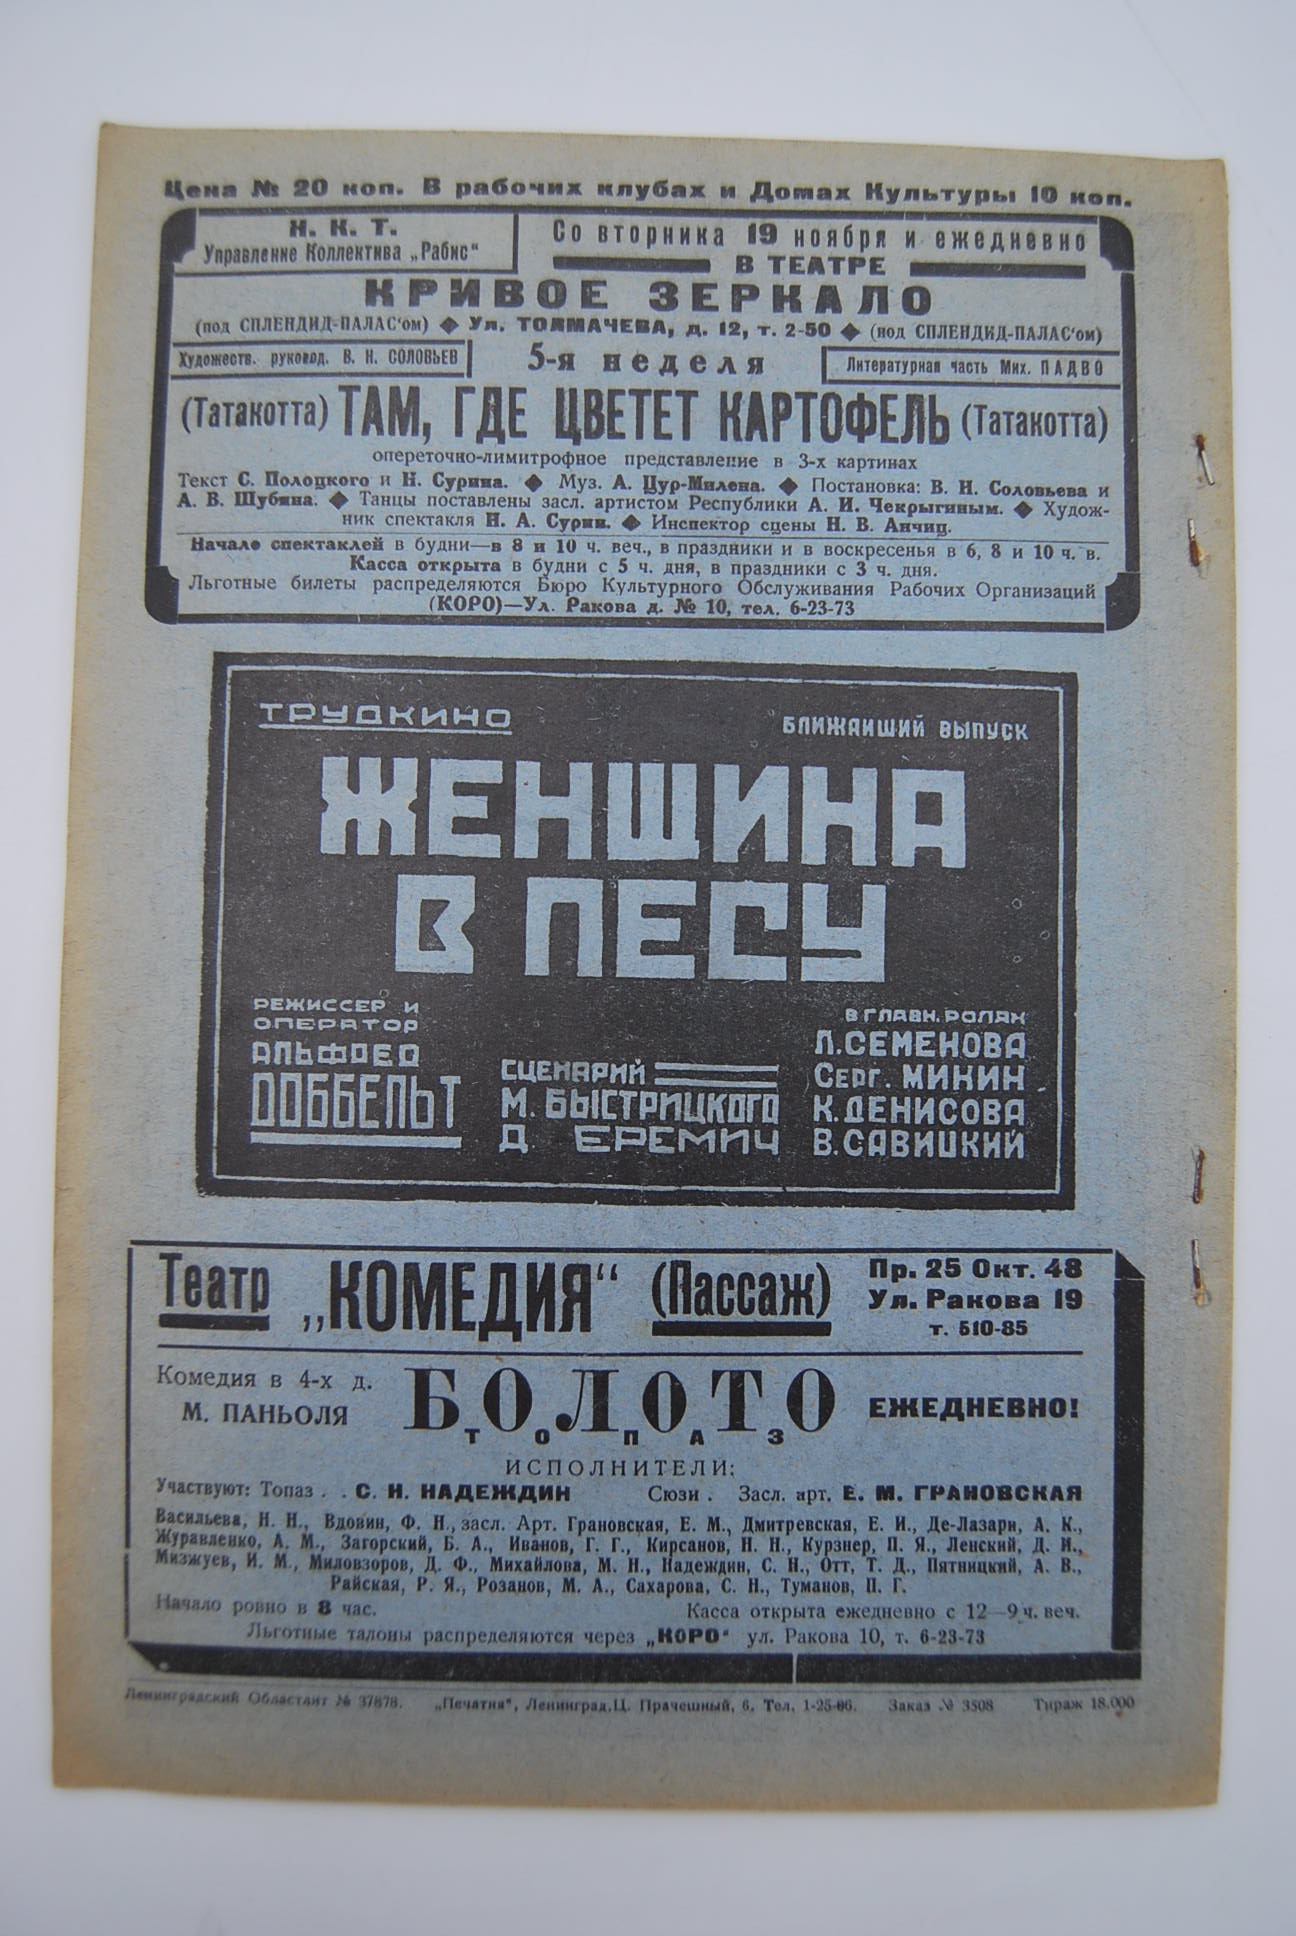 Цена № 20 коп. В рабочих клубах и Домах Культуры 10 коп.
Н. К. Т.
Управление Коллектива „Рабис"
Со вторника 19 ноября и ежедневно
В ТЕАТРЕ
КРИВОЕ ЗЕРКАЛО
(под СПЛЕНДИД-ПАЛАС'ом) ◆ Ул. ТОЛМАЧЕВА, д. 12, т. 2-50 ◆ (под СПЛЕНДИД-ПАЛАС'ом)
Художеств. руковод. В. Н. СОЛОВЬЕВ
5-я неделя
Литературная часть Мих. ПАДВО
(Татакотта) ТАМ, ГДЕ ЦВЕТЕТ КАРТОФЕЛЬ (Татакотта)
опереточно-лимитрофное представление в 3-х картинах
Текст С. Полоцкого и Н. Сурина. ◆ Муз. А. Цур-Милена. ◆ Постановка: В. Н. Соловьева и
А. В. Шубина. ◆ Танцы поставлены засл. артистом Республики А. И. Чекрыгиным. ◆ Худож-
ник спектакля Н. А. Сурин. ◆ Инспектор сцены Н. В. Анчиц.
Начало спектаклей в будни—в 8 и 10 ч. веч., в праздники и в воскресенья в 6, 8 и 10 ч. в.
Касса открыта в будни с 5 ч. дня, в праздники с 3 ч. дня.
Льготные билеты распределяются Бюро Культурного Обслуживания Рабочих Организаций
(КОРО)—Ул. Ракова д. № 10, тел. 6-23-73
ТРУДКИНО
БЛИЖАИШИЙ ВЫПУСК
ЖЕНЩИНА
В ЛЕСУ
РЕЖИССЕР И
ОПЕРАТОР
АЛЬФРЕД
ДОББЕЛЬТ
СЦЕНАРИЙ
М. БЫСТРИЦКОГО
Д. ЕРЕМИЧ
В ГЛАВН. РОЛЯХ
Л. СЕМЕНОВА
СЕРГ. МИНИН
К. ДЕНИСОВА
В. САВИЦКИЙ
Театр „КОМЕДИЯ" (Пассаж)
Пр. 25 Окт. 48
Ул. Ракова 19
т. 510-85
Комедия в 4-х д.
М. ПАНЬОЛЯ
БОЛОТО
ТОПАЗ
ЕЖЕДНЕВНО!
ИСПОЛНИТЕЛИ:
Участвуют: Топаз . . С. Н. НАДЕЖДИН Сюзи . Засл. арт. Е. М. ГРАНОВСКАЯ
Васильева, Н. Н., Вдовин, Ф. Н., засл. Арт. Грановская, Е. М., Дмитревская, Е. И., Де-Лазари, А. К.,
Журавленко, А. М., Загорский, Б. А., Иванов, Г. Г., Кирсанов, Н. Н., Курзнер, П. Я., Ленский, Д. И.,
Мизжуев, И. М., Миловзоров, Д. Ф., Михайлова, М. Н., Надеждин, С. Н., Отт, Т. Д., Пятницкий, А. В.,
Райская, Р. Я., Розанов, М. А., Сахарова, С. Н., Туманов, П. Г.
Начало ровно в 8 час. Касса открыта ежедневно с 12—9 ч. веч.
Льготные талоны распределяются через „КОРО" ул. Ракова 10, т. 6-23-73
Ленинградский Областлит № 37878. „Печатня", Ленинград, Ц. Прачешный, 6. Тел. 1-25-06. Заказ № 3508 Тираж 18.000